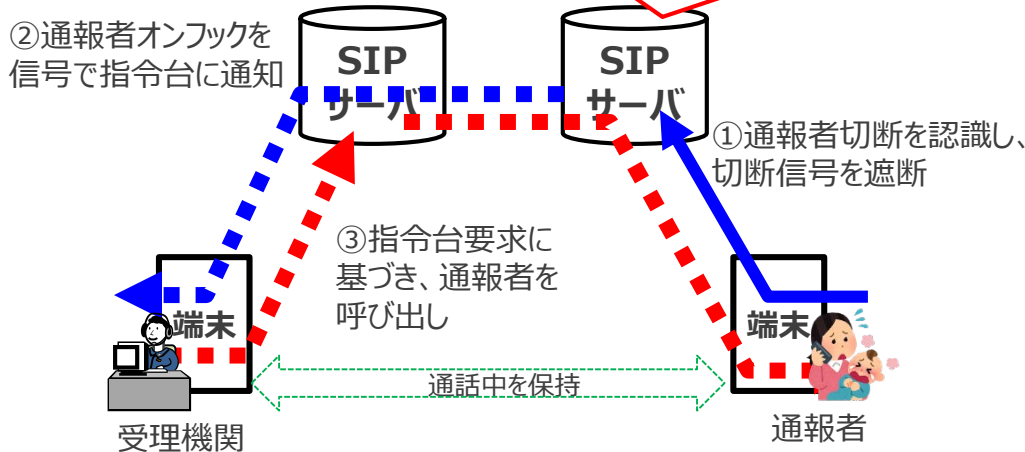 ②通報者オンフックを
信号で指令台に通知
SIP
サーバ
SIP
サーバ
①通報者切断を認識し、
切断信号を遮断
③指令台要求に
基づき、通報者を
呼び出し
端末
端末
通話中を保持
受理機関
通報者